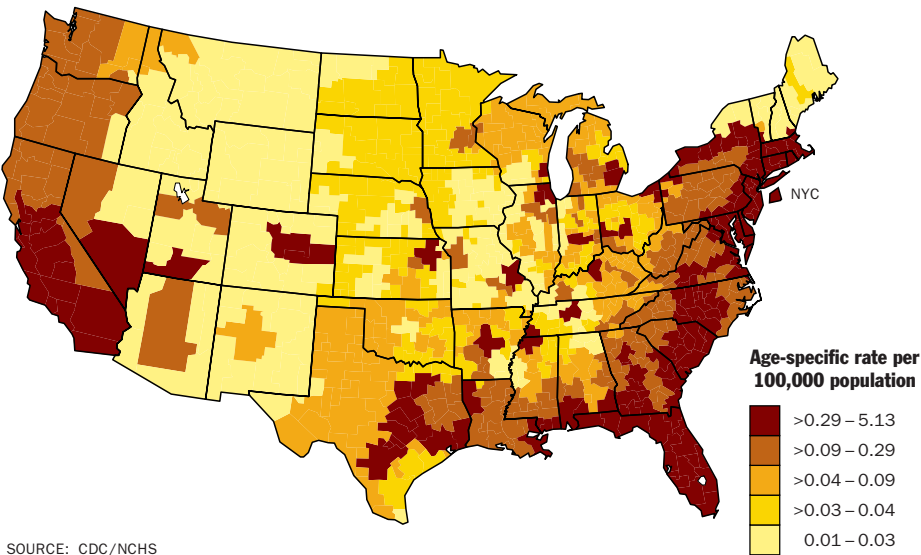 NYC
Age-specific rate per
100,000 population
>0.29–5.13
>0.09–0.29
>0.04–0.09
>0.03–0.04
0.01–0.03
SOURCE: CDC/NCHS